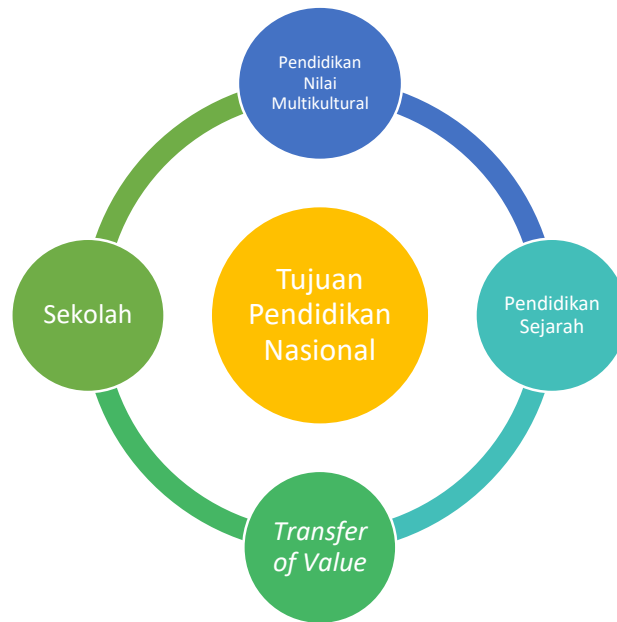 Pendidikan
Nilai
Multikultural
Sekolah
Tujuan
Pendidikan
Nasional
Pendidikan
Sejarah
Transfer
of Value